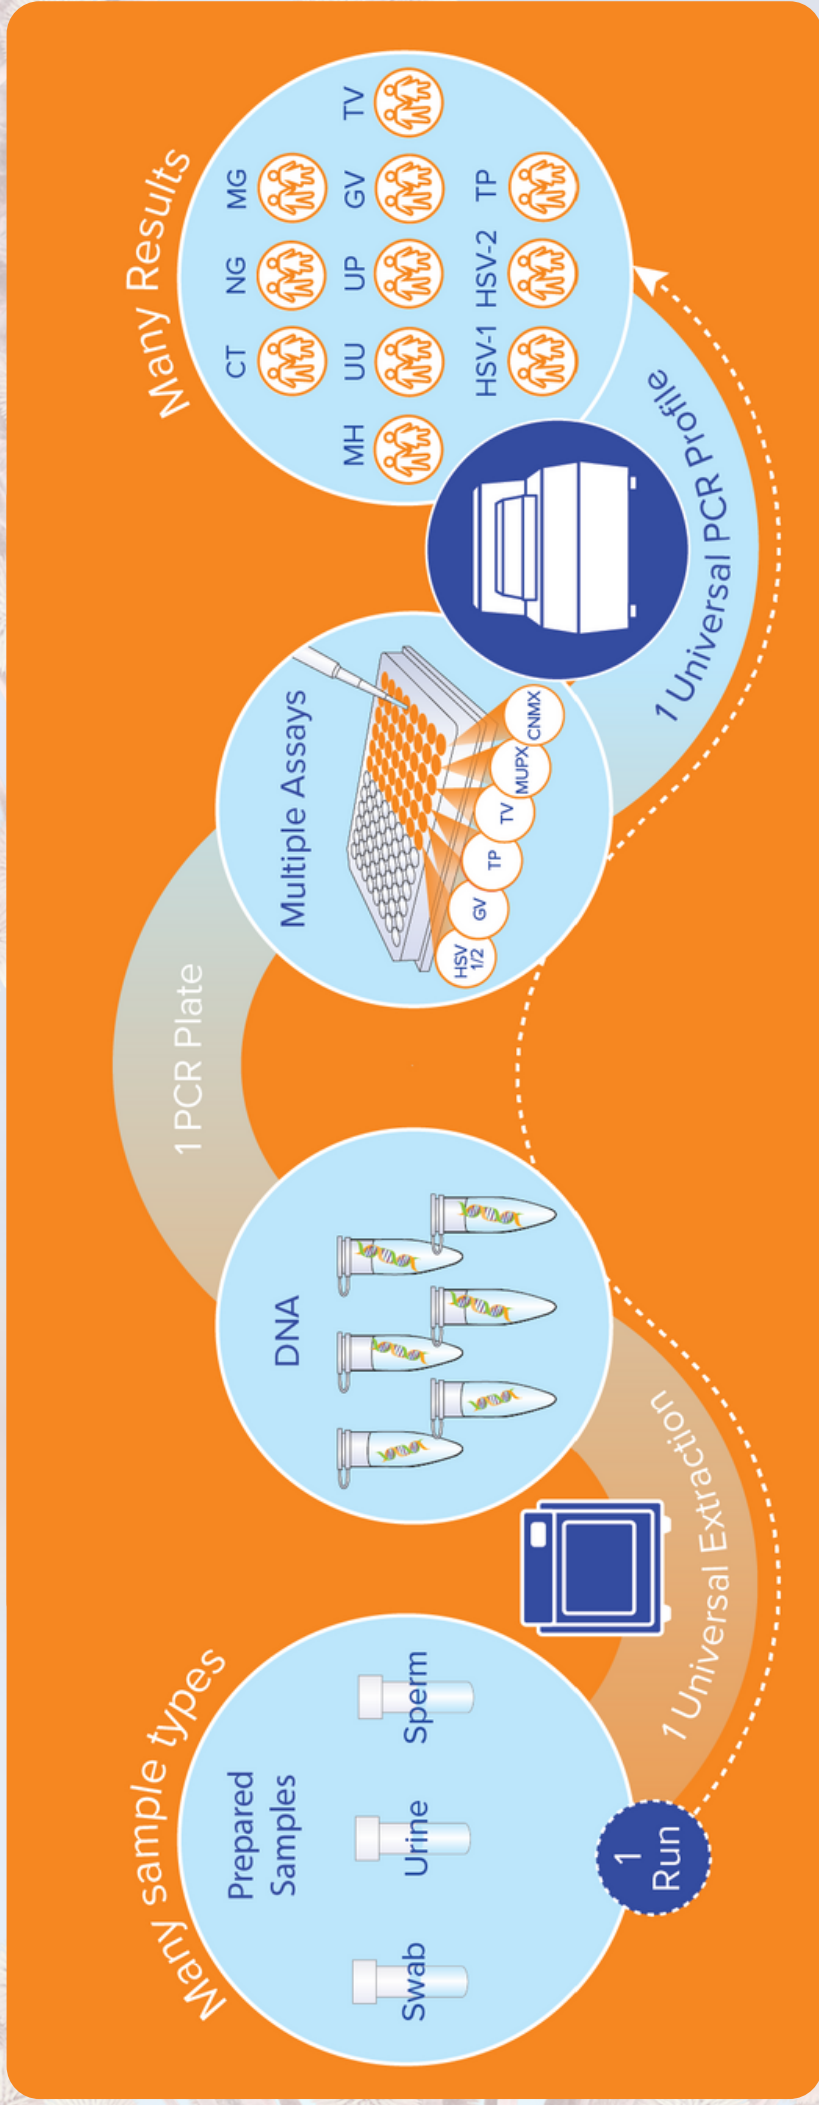 Many sample types
Prepared
Samples
Swab
Urine
Sperm
1
Run
1 Universal Extraction
DNA
1 PCR Plate
Multiple Assays
HSV
1/2
GV
TP
TV
MUPX
CNMX
1 Universal PCR Profile
Many Results
CT NG MG
MH UU UP GV TV
HSV-1 HSV-2 TP